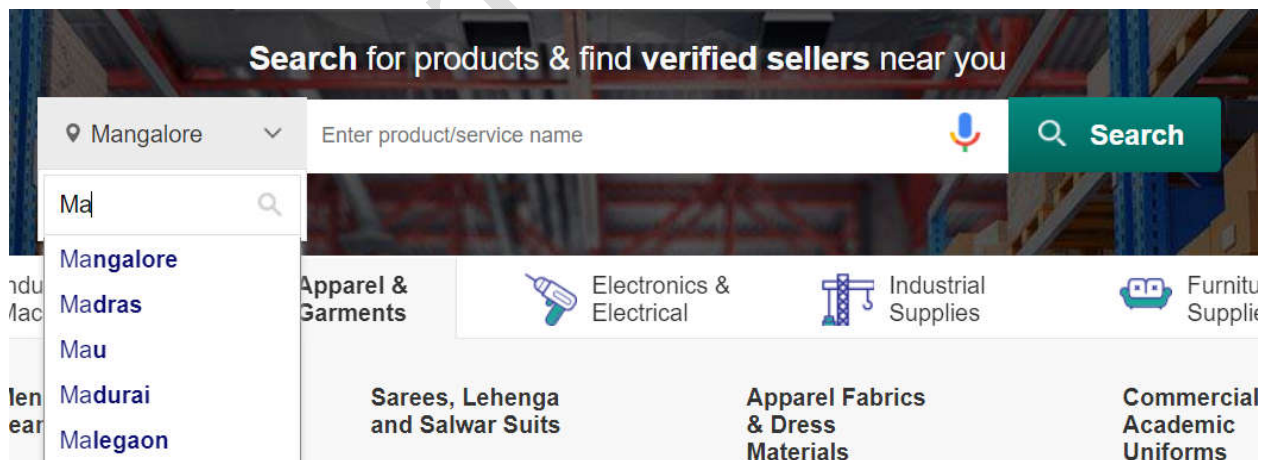 Search for products & find verified sellers near you
Mangalore
Enter product/service name
Search
Ma
Mangalore
Madras
Mau
Madurai
Malegaon
Apparel &
Garments
Electronics &
Electrical
Industrial
Supplies
Sarees, Lehenga
and Salwar Suits
Apparel Fabrics
& Dress
Materials
Commercial
Academic
Uniforms